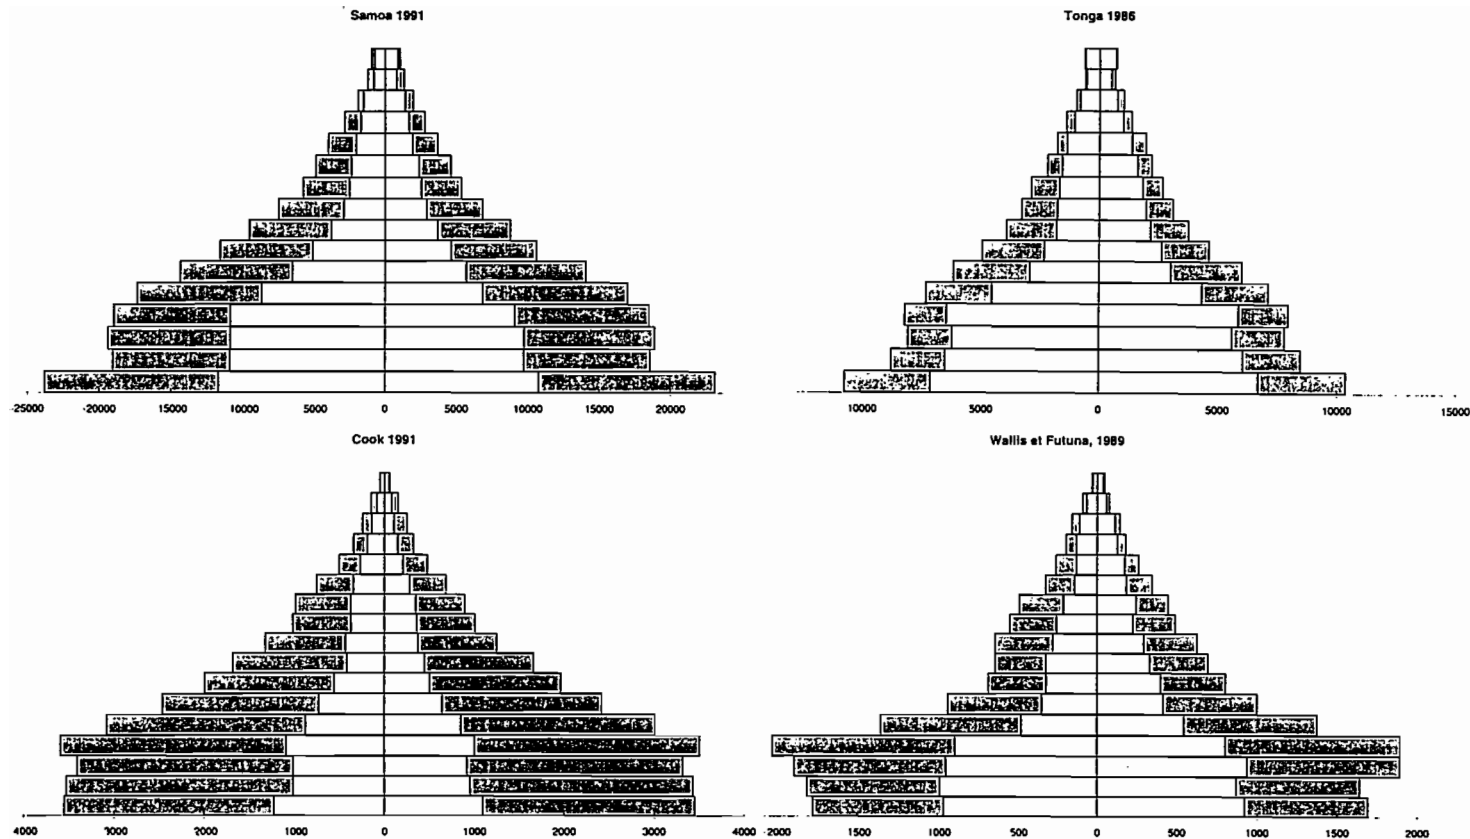 Samoa 1991
-25000 -20000 -15000 -10000 5000 0 5000 10000 15000 20000
Tonga 1986
10000 5000 0 5000 10000 15000
Cook 1991
4000 3000 2000 1000 0 1000 2000 3000 4000
Wallis et Futuna, 1989
-2000 1500 1000 500 0 500 1000 1500 2000